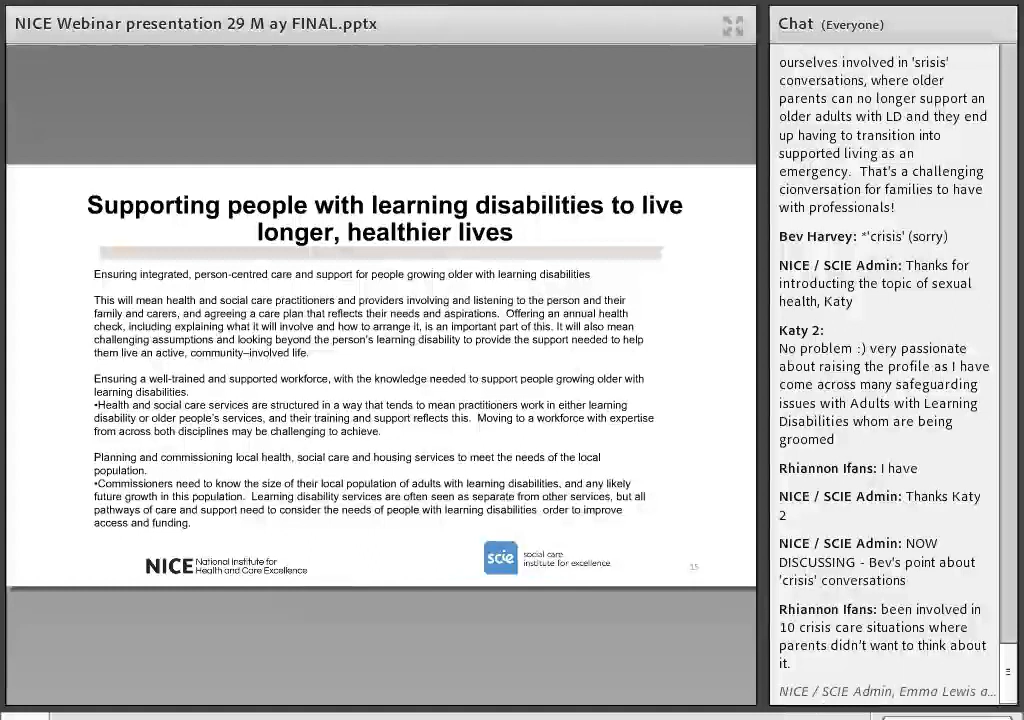 NICE Webinar presentation 29 M ay FINAL.pptx
Supporting people with learning disabilities to live
longer, healthier lives
Ensuring integrated, person-centred care and support for people growing older with learning disabilities
This will mean health and social care practitioners and providers involving and listening to the person and their
family and carers, and agreeing a care plan that reflects their needs and aspirations.  Offering an annual health
check, including explaining what it will involve and how to arrange it, is an important part of this. It will also mean
challenging assumptions and looking beyond the person's learning disability to provide the support needed to help
them live an active, community–involved life.
Ensuring a well-trained and supported workforce, with the knowledge needed to support people growing older with
learning disabilities.
•Health and social care services are structured in a way that tends to mean practitioners work in either learning
disability or older people's services, and their training and support reflects this.  Moving to a workforce with expertise
from across both disciplines may be challenging to achieve.
Planning and commissioning local health, social care and housing services to meet the needs of the local
population.
•Commissioners need to know the size of their local population of adults with learning disabilities, and any likely
future growth in this population.  Learning disability services are often seen as separate from other services, but all
pathways of care and support need to consider the needs of people with learning disabilities  order to improve
access and funding.
NICE National Institute for
Health and Care Excellence
scie social care
institute for excellence
15
Chat (Everyone)
ourselves involved in 'srisis'
conversations, where older
parents can no longer support an
older adults with LD and they end
up having to transition into
supported living as an
emergency.  That's a challenging
cionversation for families to have
with professionals!
Bev Harvey: *'crisis' (sorry)
NICE / SCIE Admin: Thanks for
introducing the topic of sexual
health, Katy
Katy 2:
No problem :) very passionate
about raising the profile as I have
come across many safeguarding
issues with Adults with Learning
Disabilities whom are being
groomed
Rhiannon Ifans: I have
NICE / SCIE Admin: Thanks Katy
2
NICE / SCIE Admin: NOW
DISCUSSING - Bev's point about
'crisis' conversations
Rhiannon Ifans: been involved in
10 crisis care situations where
parents didn't want to think about
it.
NICE / SCIE Admin, Emma Lewis a...